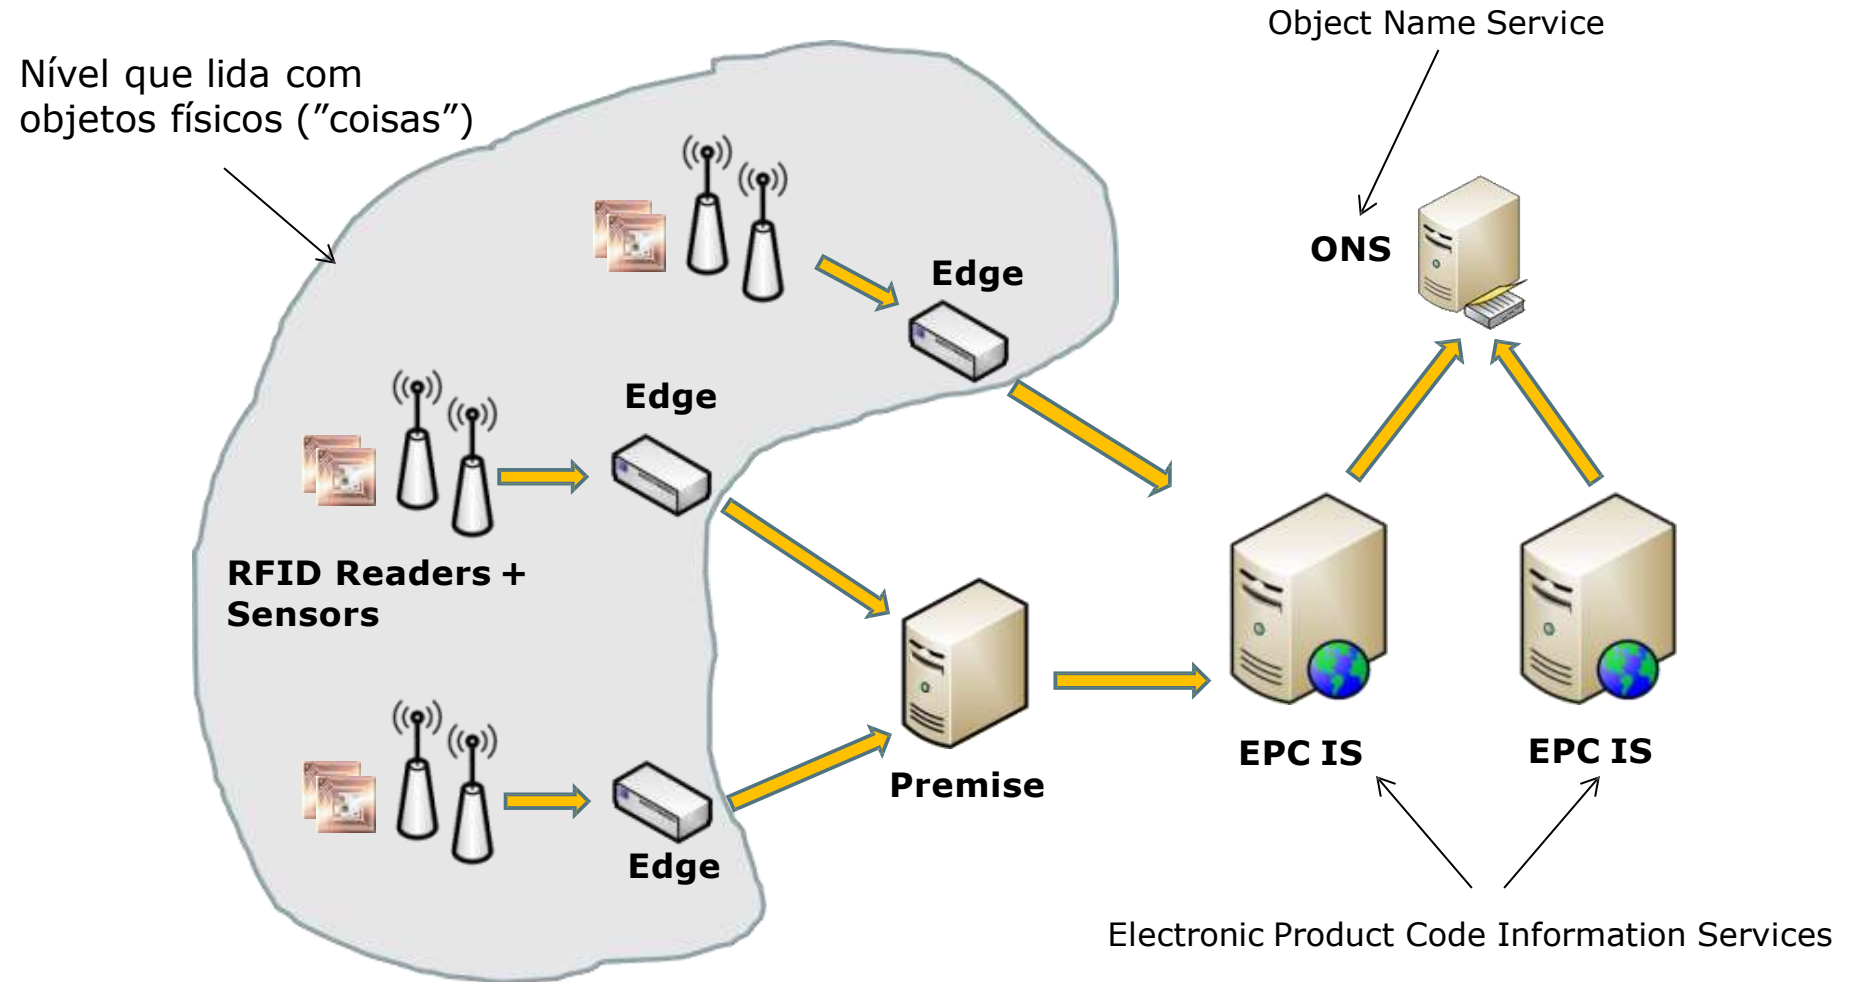 Object Name Service
Nível que lida com
objetos físicos (”coisas”)
ONS
Edge
Edge
RFID Readers +
Sensors
Premise
EPC IS
EPC IS
Edge
Electronic Product Code Information Services